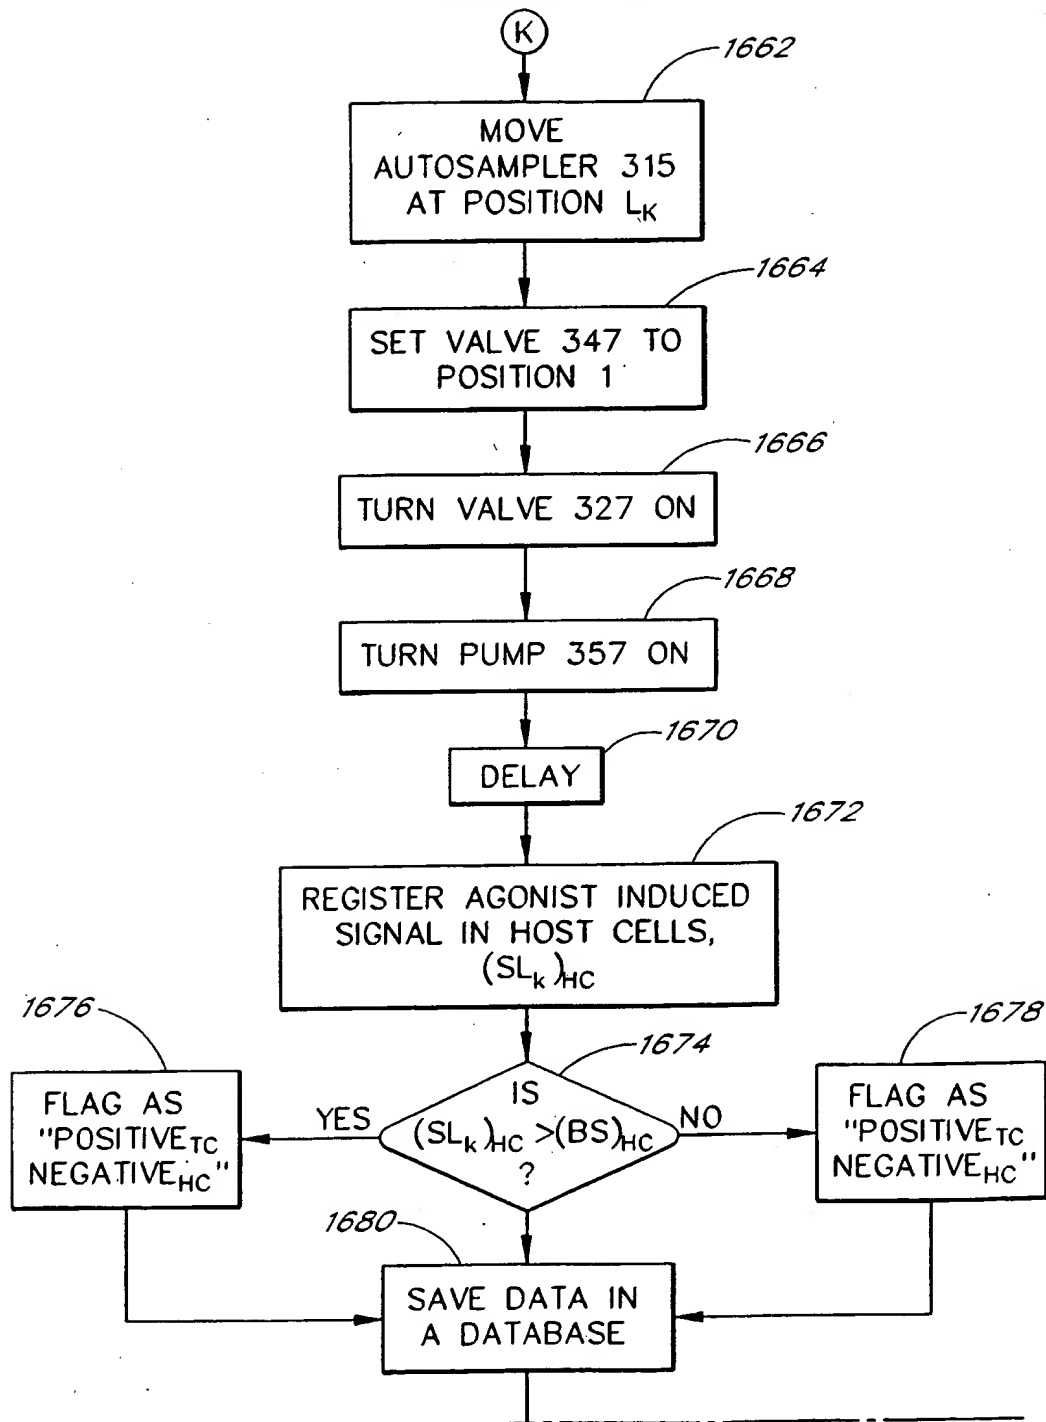 K
1662
MOVE
AUTOSAMPLER 315
AT POSITION LK
1664
SET VALVE 347 TO
POSITION 1
1666
TURN VALVE 327 ON
1668
TURN PUMP 357 ON
1670
DELAY
1672
REGISTER AGONIST INDUCED
SIGNAL IN HOST CELLS,
(SLk)HC
1674
IS
(SLk)HC >(BS)HC
?
YES
NO
1676
FLAG AS
"POSITIVETC
NEGATIVEHC"
1678
FLAG AS
"POSITIVETC
NEGATIVEHC"
1680
SAVE DATA IN
A DATABASE